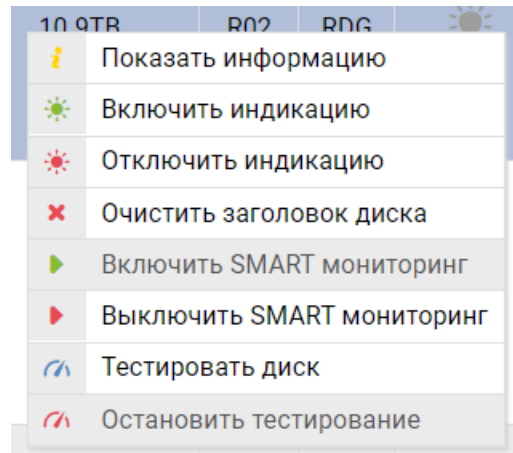 10.9TB R02 RDG
Показать информацию
Включить индикацию
Отключить индикацию
Очистить заголовок диска
Включить SMART мониторинг
Выключить SMART мониторинг
Тестировать диск
Остановить тестирование